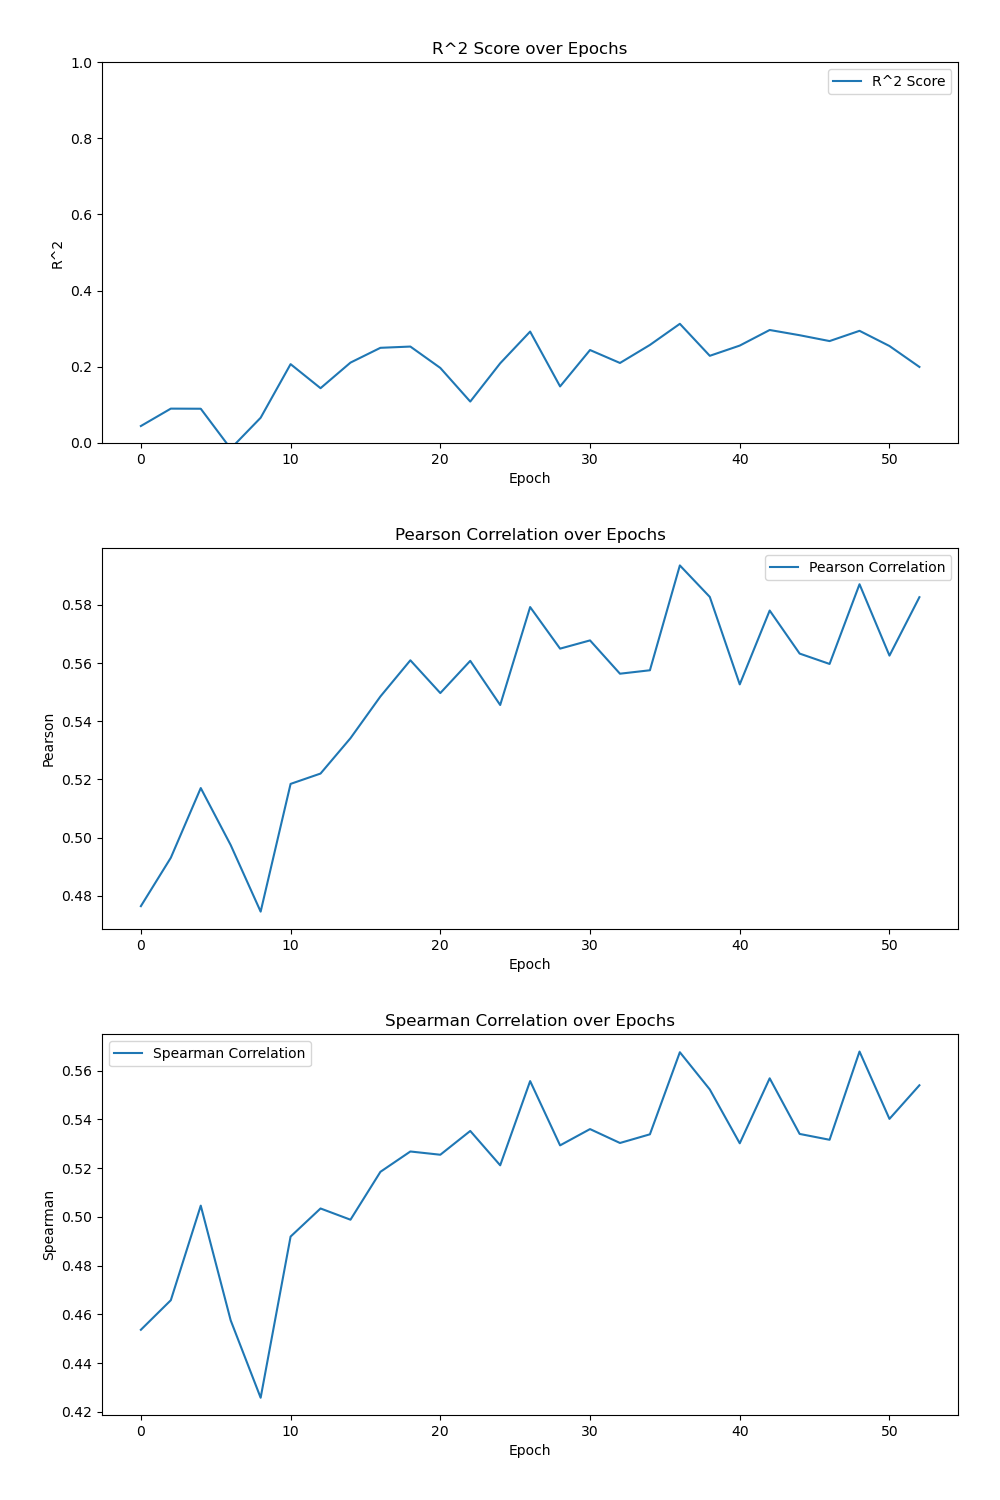 R^2 Score over Epochs
R^2 Score
1.0
0.8
0.6
0.4
0.2
0.0
R^2
0 10 20 30 40 50
Epoch
Pearson Correlation over Epochs
Pearson Correlation
0.58
0.56
0.54
0.52
0.50
0.48
Pearson
0 10 20 30 40 50
Epoch
Spearman Correlation over Epochs
Spearman Correlation
0.56
0.54
0.52
0.50
0.48
0.46
0.44
0.42
Spearman
0 10 20 30 40 50
Epoch